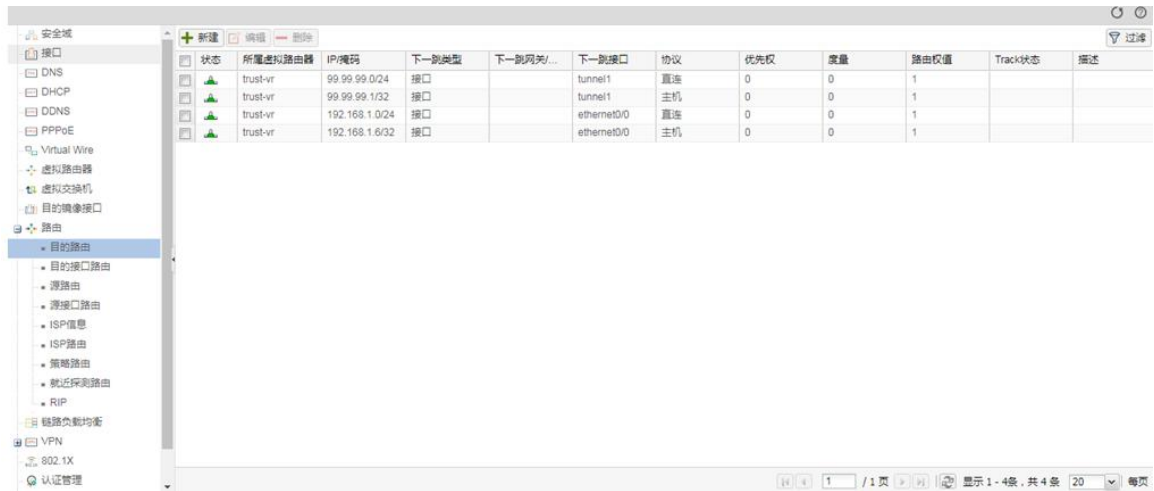 安全域
接口
DNS
DHCP
DDNS
PPPoE
Virtual Wire
虚拟路由器
虚拟交换机
目的镜像接口
路由
目的路由
目的接口路由
源路由
源接口路由
ISP信息
ISP路由
策略路由
就近探测路由
RIP
链路负载均衡
VPN
802.1X
认证管理
新建 编辑 删除 过滤
状态 所属虚拟路由器 IP/掩码 下一跳类型 下一跳网关/... 下一跳接口 协议 优先权 度量 路由权值 Track状态 描述
trust-vr 99.99.99.0/24 接口 tunnel1 直连 0 0 1
trust-vr 99.99.99.1/32 接口 tunnel1 主机 0 0 1
trust-vr 192.168.1.0/24 接口 ethernet0/0 直连 0 0 1
trust-vr 192.168.1.6/32 接口 ethernet0/0 主机 0 0 1
1 / 1 页 显示 1 - 4条，共 4 条 20 每页